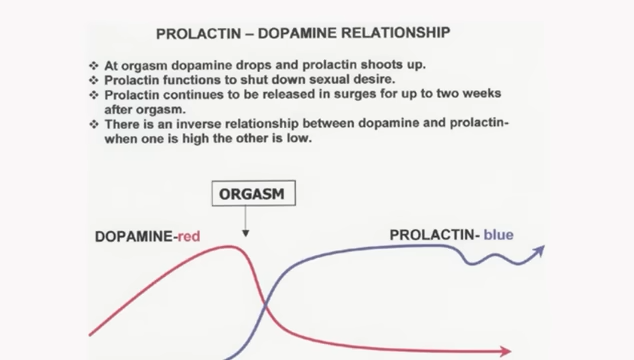 PROLACTIN – DOPAMINE RELATIONSHIP
❖ At orgasm dopamine drops and prolactin shoots up.
❖ Prolactin functions to shut down sexual desire.
❖ Prolactin continues to be released in surges for up to two weeks
after orgasm.
❖ There is an inverse relationship between dopamine and prolactin-
when one is high the other is low.
ORGASM
DOPAMINE-red
PROLACTIN- blue